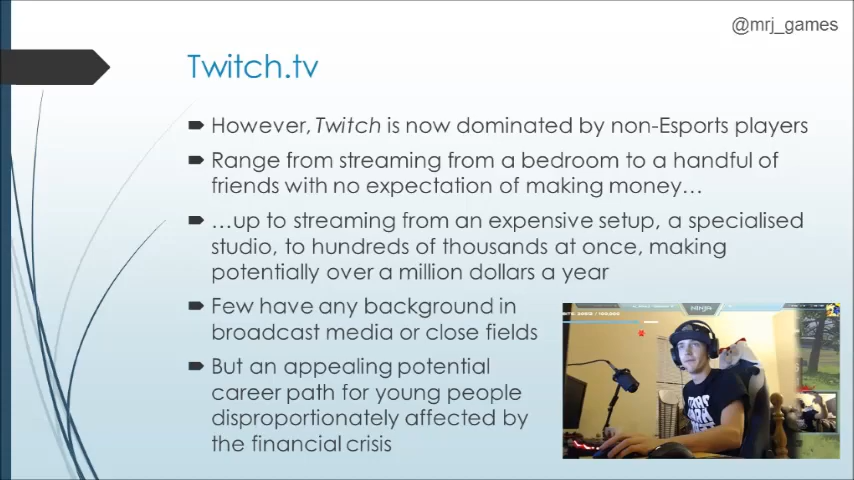 @mrj_games
Twitch.tv
However, Twitch is now dominated by non-Esports players
Range from streaming from a bedroom to a handful of
friends with no expectation of making money…
…up to streaming from an expensive setup, a specialised
studio, to hundreds of thousands at once, making
potentially over a million dollars a year
Few have any background in
broadcast media or close fields
But an appealing potential
career path for young people
disproportionately affected by
the financial crisis